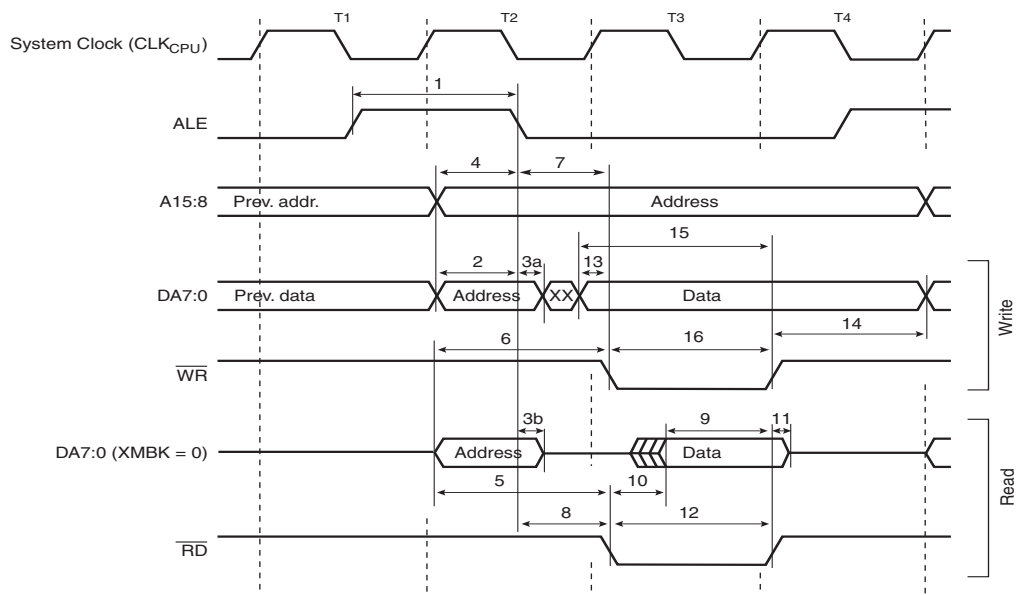 T1 T2 T3 T4
System Clock (CLKCPU)
1
ALE
4 7
A15:8 Prev. addr. Address
15
2 3a 13
DA7:0 Prev. data Address XX Data
14
6 16
WR
Write
3b 9 11
DA7:0 (XMBK = 0) Address Data
5 10
8 12
RD
Read